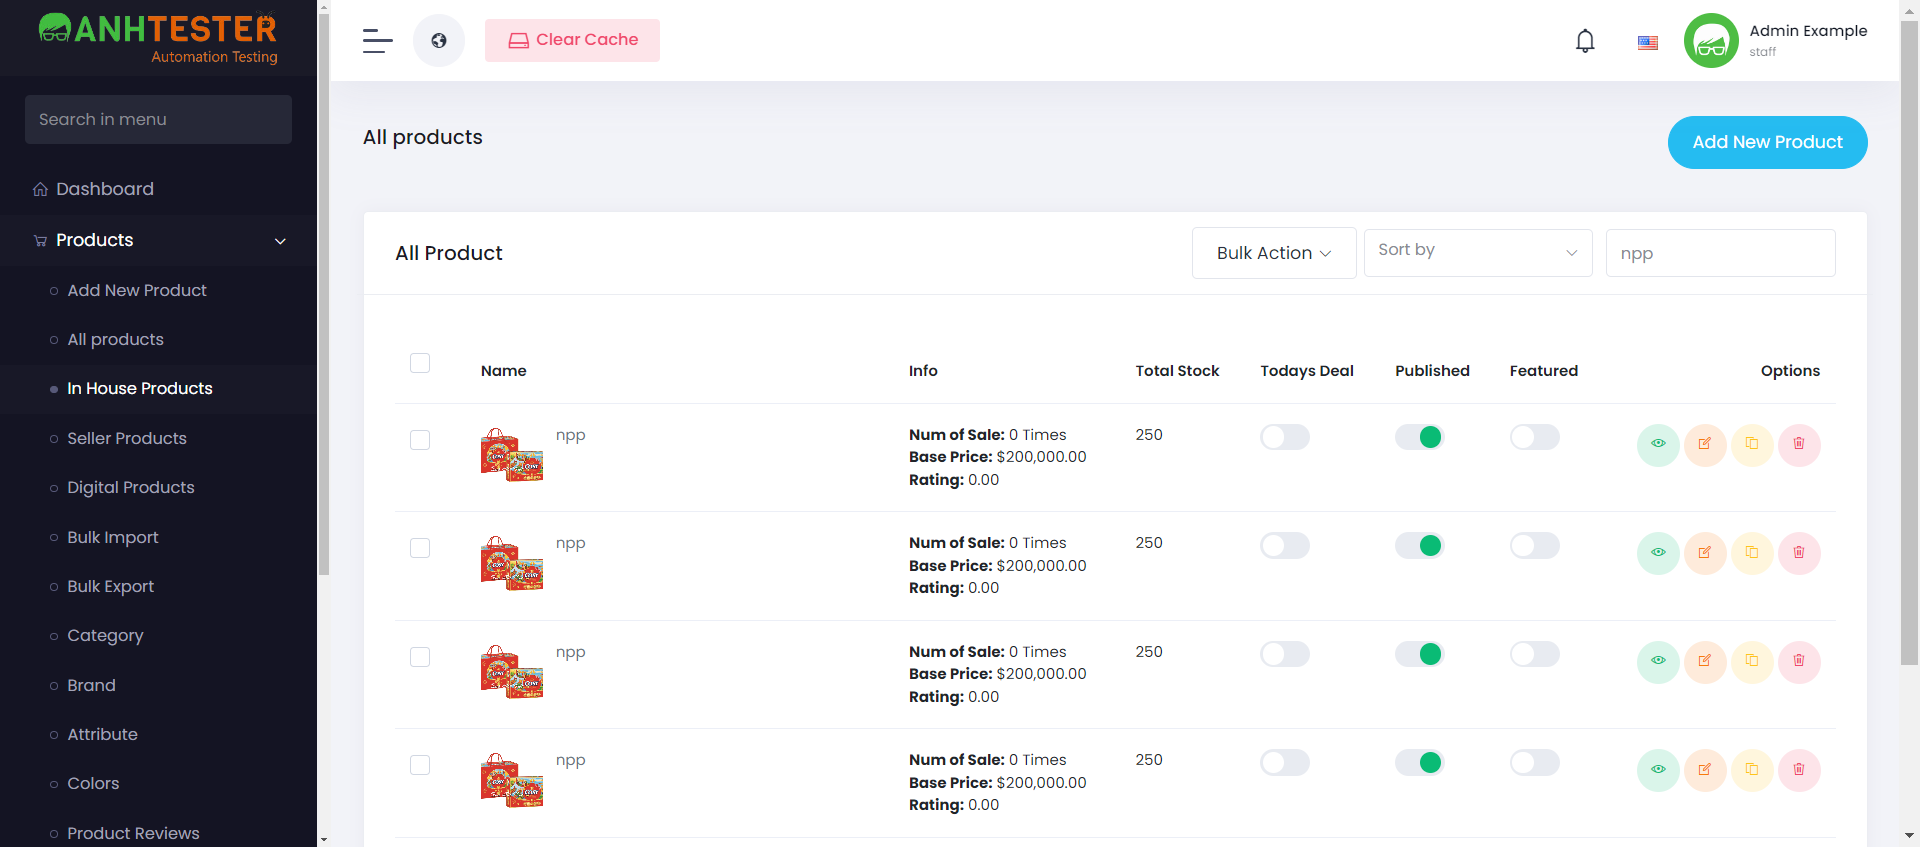 ANHTESTER
Automation Testing
Search in menu
Dashboard
Products
Add New Product
All products
In House Products
Seller Products
Digital Products
Bulk Import
Bulk Export
Category
Brand
Attribute
Colors
Product Reviews
Clear Cache
Admin Example
staff
All products
Add New Product
All Product
Bulk Action
Sort by
npp
Name
Info
Total Stock
Todays Deal
Published
Featured
Options
npp
Num of Sale: 0 Times
Base Price: $200,000.00
Rating: 0.00
250
npp
Num of Sale: 0 Times
Base Price: $200,000.00
Rating: 0.00
250
npp
Num of Sale: 0 Times
Base Price: $200,000.00
Rating: 0.00
250
npp
Num of Sale: 0 Times
Base Price: $200,000.00
Rating: 0.00
250